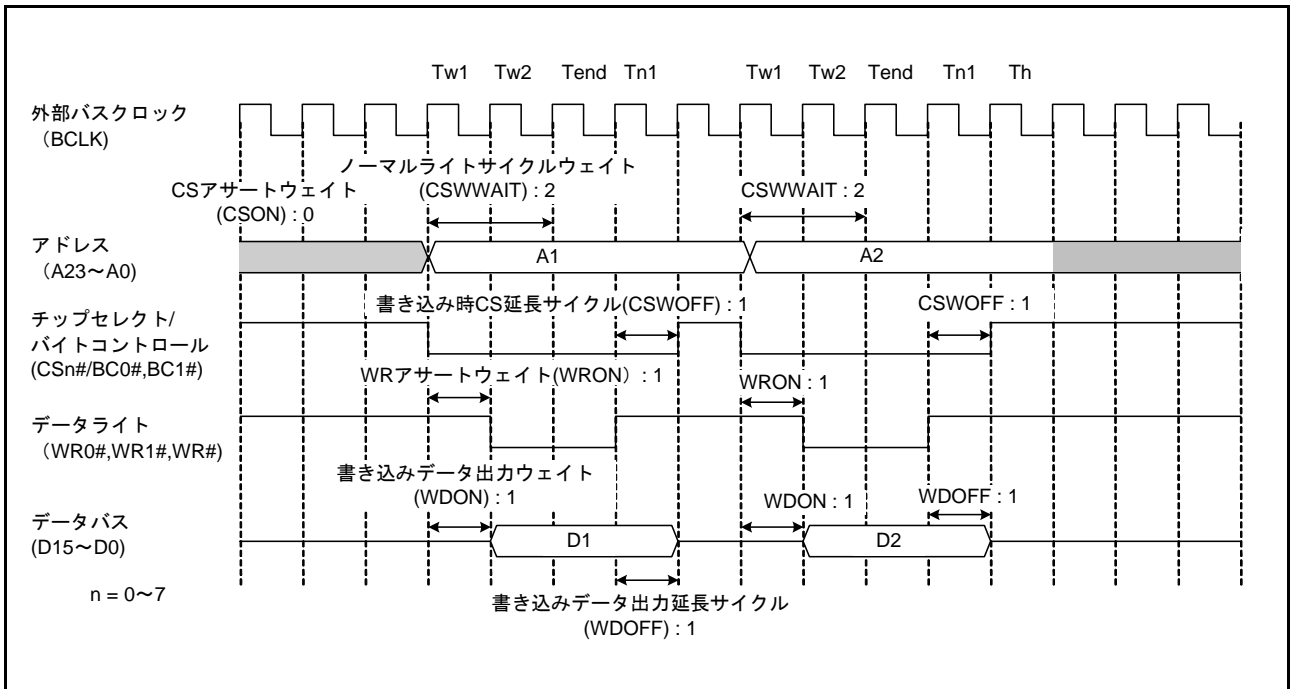 Tw1 Tw2 Tend Tn1 Tw1 Tw2 Tend Tn1 Th
外部バスクロック
(BCLK)
ノーマルライトサイクルウェイト
(CSWWAIT) : 2
CSWWAIT : 2
CSアサートウェイト
(CSON) : 0
アドレス
(A23～A0)
A1
A2
書き込み時CS延長サイクル(CSWOFF) : 1
CSWOFF : 1
チップセレクト/
バイトコントロール
(CSn#/BC0#,BC1#)
WRアサートウェイト(WRON) : 1
WRON : 1
データライト
(WR0#,WR1#,WR#)
書き込みデータ出力ウェイト
(WDON) : 1
WDON : 1
WDOFF : 1
データバス
(D15～D0)
D1
D2
n = 0～7
書き込みデータ出力延長サイクル
(WDOFF) : 1